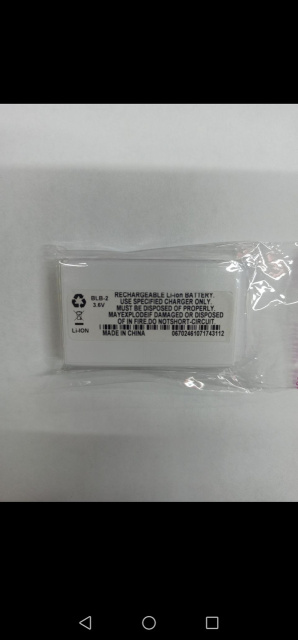 RECHARGEABLE Li-ion BATTERY.
BLB-2
USE SPECIFIED CHARGER ONLY.
3.6V
MUST BE DISPOSED OF PROPERLY.
MAYEXPLODEIF DAMAGED OR DISPOSED
OF IN FIRE.DO NOTSHORT-CIRCUIT
LI-ION
MADE IN CHINA
06702461071743112